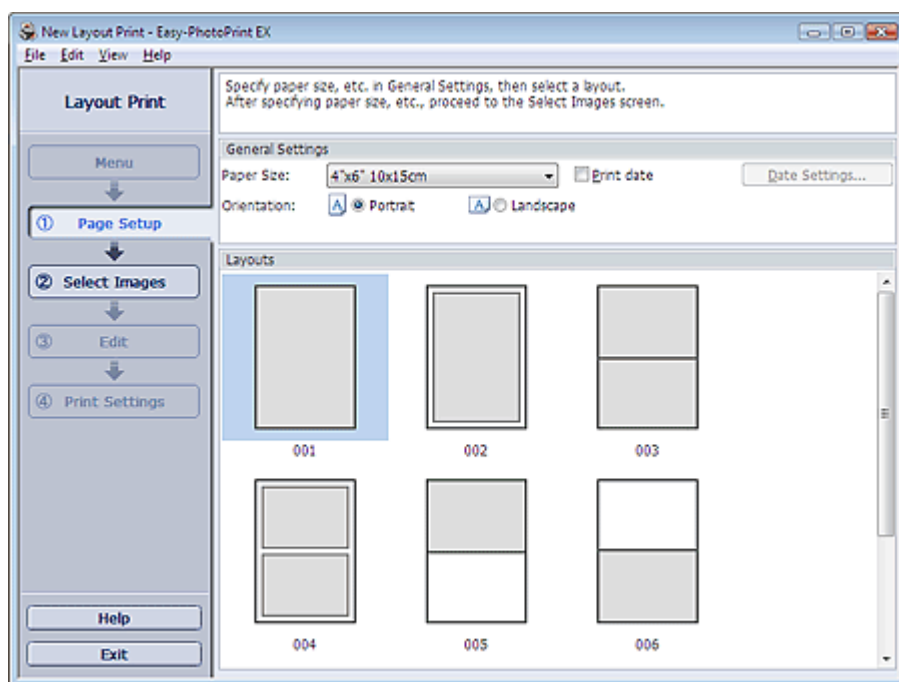 New Layout Print - Easy-PhotoPrint EX
File Edit View Help
Layout Print
Menu
① Page Setup
② Select Images
③ Edit
④ Print Settings
Help
Exit
Specify paper size, etc. in General Settings, then select a layout.
After specifying paper size, etc., proceed to the Select Images screen.
General Settings
Paper Size: 4"x6" 10x15cm Print date Date Settings...
Orientation: A Portrait A Landscape
Layouts
001 002 003
004 005 006